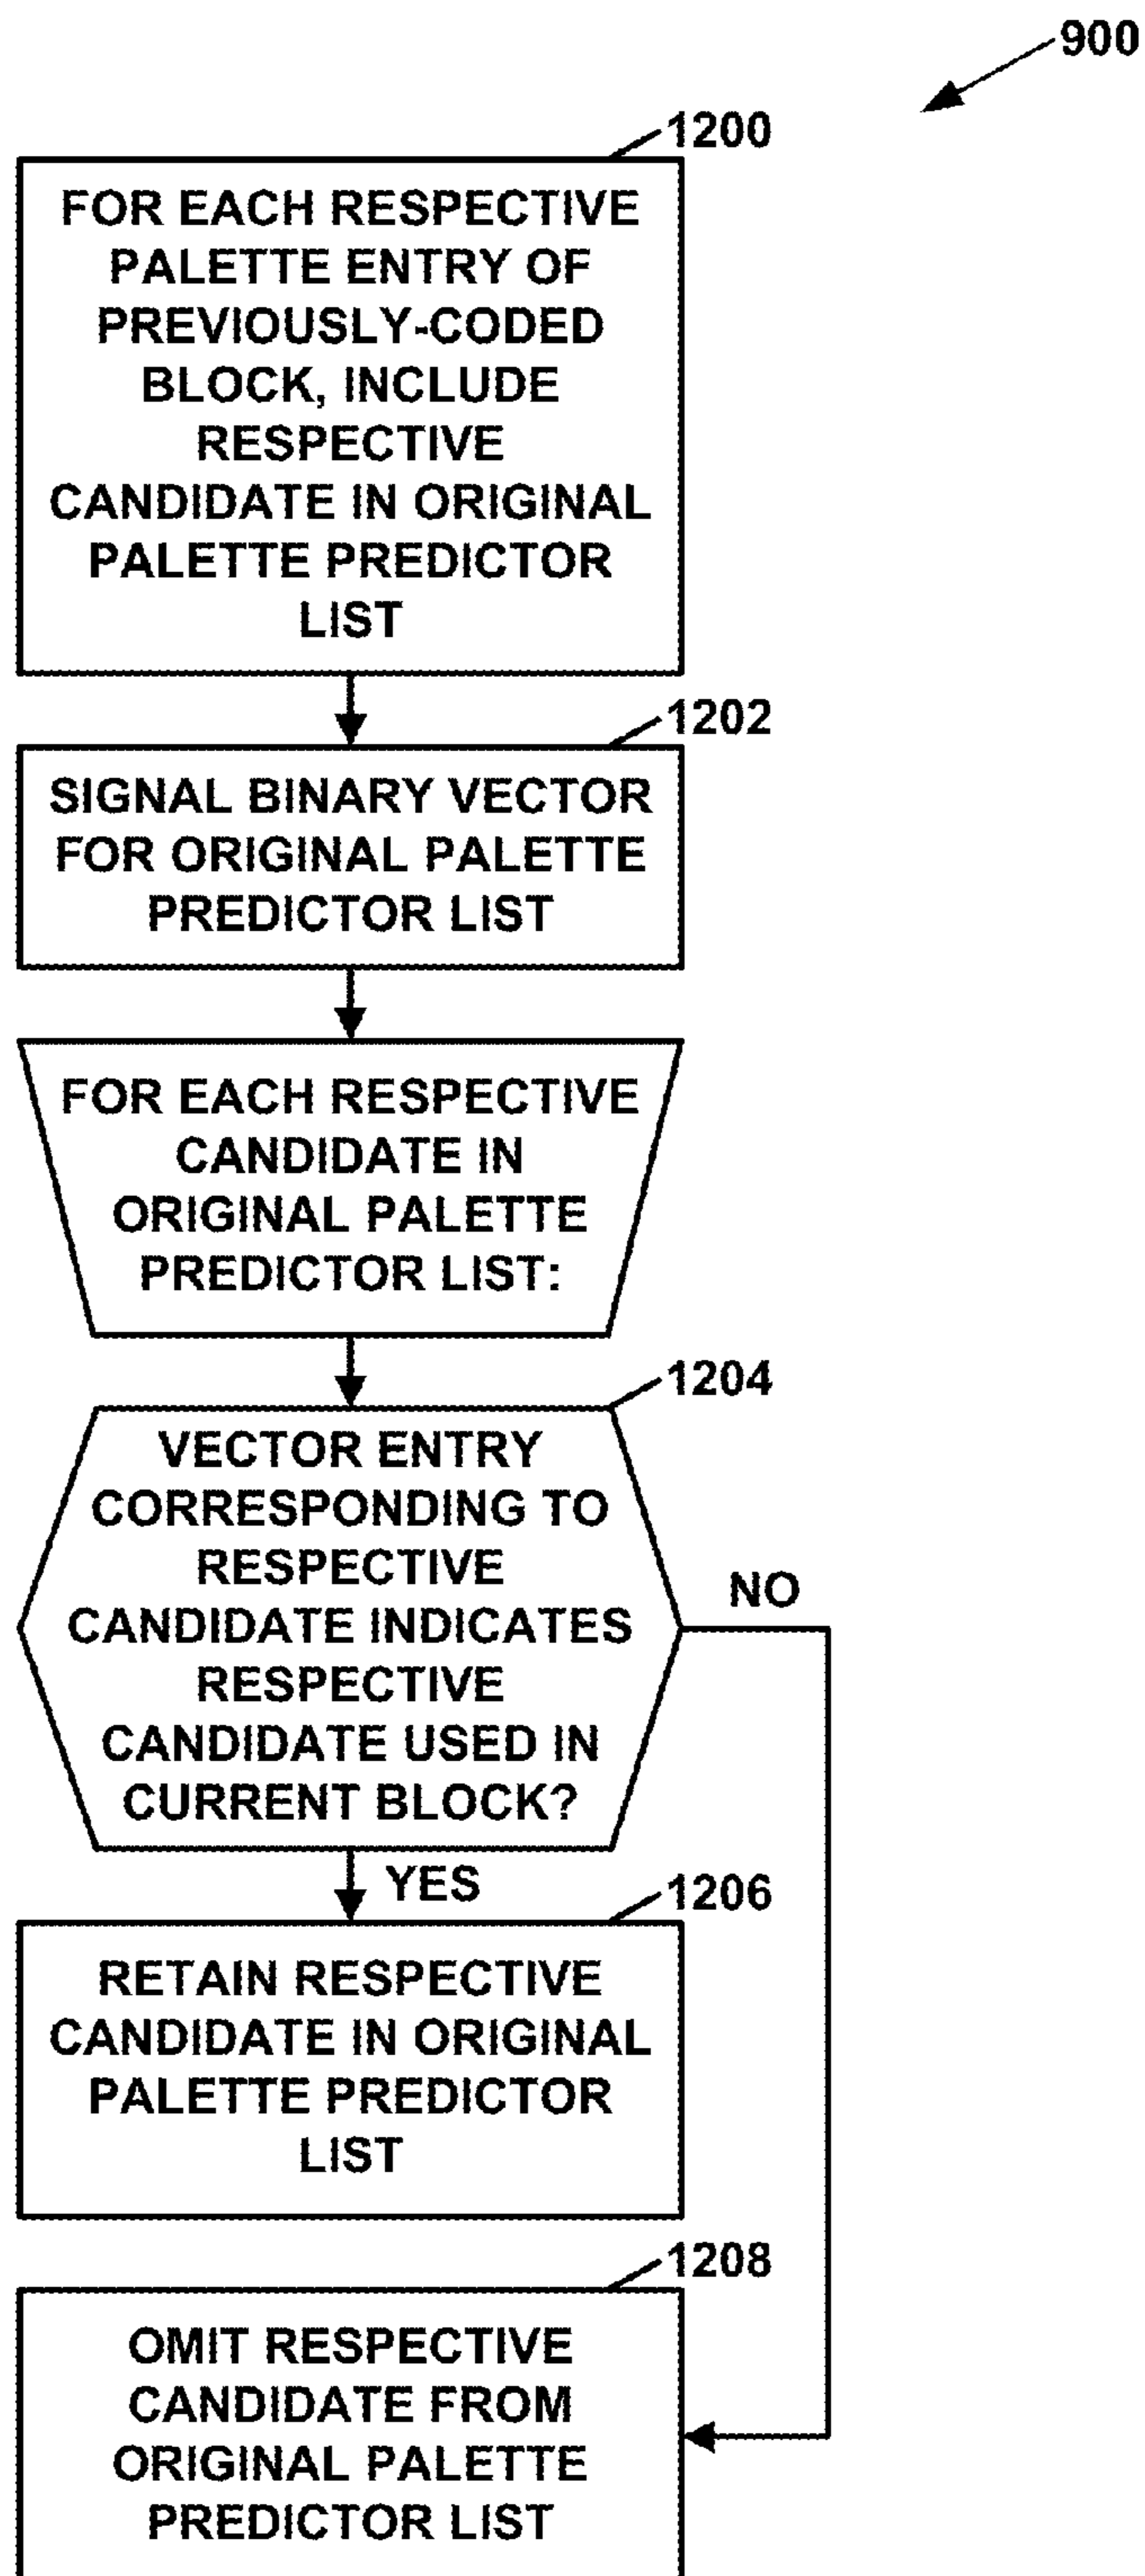 900
1200
FOR EACH RESPECTIVE
PALETTE ENTRY OF
PREVIOUSLY-CODED
BLOCK, INCLUDE
RESPECTIVE
CANDIDATE IN ORIGINAL
PALETTE PREDICTOR
LIST
1202
SIGNAL BINARY VECTOR
FOR ORIGINAL PALETTE
PREDICTOR LIST
FOR EACH RESPECTIVE
CANDIDATE IN
ORIGINAL PALETTE
PREDICTOR LIST:
1204
VECTOR ENTRY
CORRESPONDING TO
RESPECTIVE
CANDIDATE INDICATES
RESPECTIVE
CANDIDATE USED IN
CURRENT BLOCK?
NO
YES
1206
RETAIN RESPECTIVE
CANDIDATE IN ORIGINAL
PALETTE PREDICTOR
LIST
1208
OMIT RESPECTIVE
CANDIDATE FROM
ORIGINAL PALETTE
PREDICTOR LIST